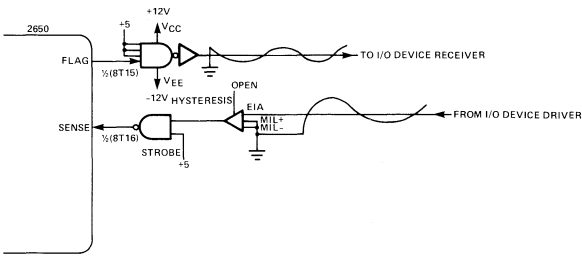 2650
+5
+12V
VCC
FLAG
½(8T15)
VEE
-12V
TO I/O DEVICE RECEIVER
HYSTERESIS
OPEN
EIA
MIL+
MIL-
FROM I/O DEVICE DRIVER
SENSE
½(8T16)
STROBE
+5